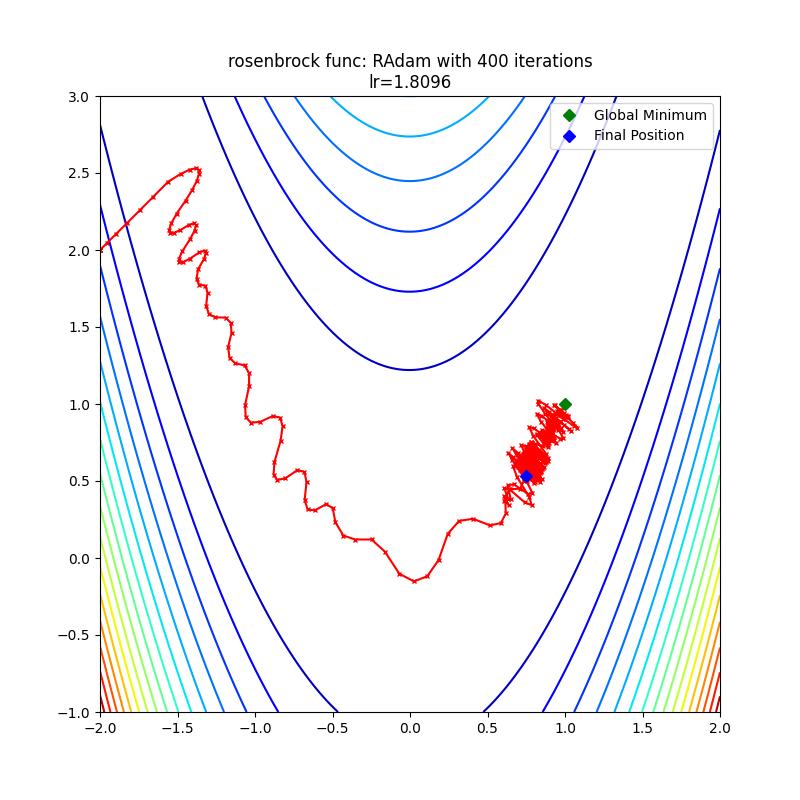 rosenbrock func: RAdam with 400 iterations
lr=1.8096
Global Minimum
Final Position
3.0
2.5
2.0
1.5
1.0
0.5
0.0
−0.5
−1.0
−2.0 −1.5 −1.0 −0.5 0.0 0.5 1.0 1.5 2.0